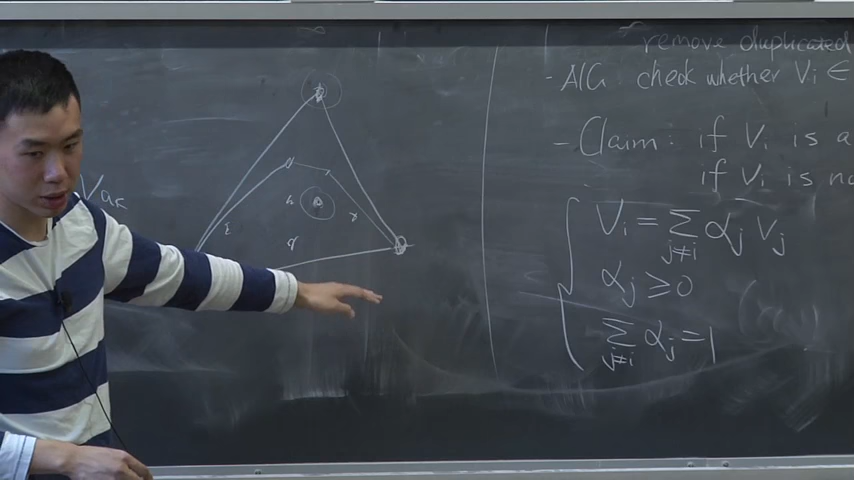 remove duplicated
- Alg check whether Vᵢ ∈
- Claim: if Vᵢ is a
if Vᵢ is no
Vᵢ = ∑_{j≠i} αⱼ Vⱼ
αⱼ ≥ 0
∑_{j≠i} αⱼ = 1